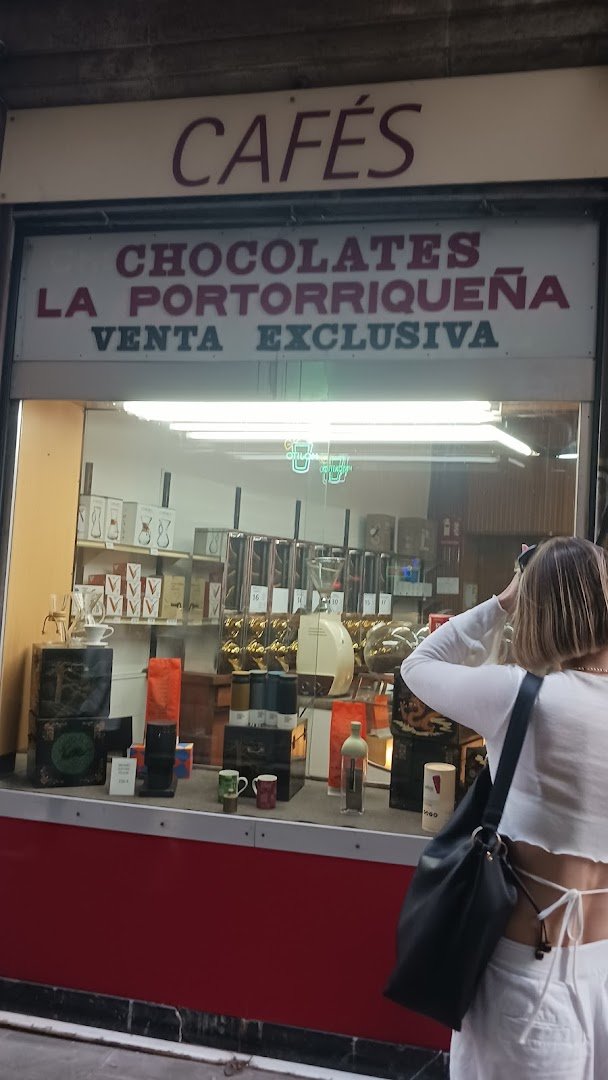 CAFÉS
CHOCOLATES
LA PORTORRIQUEÑA
VENTA EXCLUSIVA